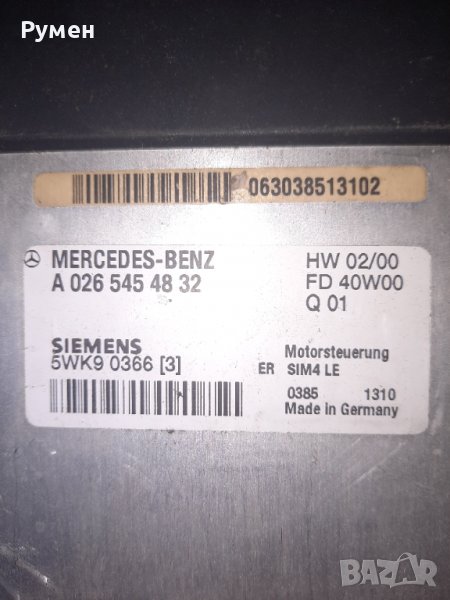 Румен
063038513102
MERCEDES-BENZ
A 026 545 48 32
HW 02/00
FD 40W00
Q 01
SIEMENS
5WK9 0366 [3]
Motorsteuerung
ER SIM4 LE
0385 1310
Made in Germany
BAZAR